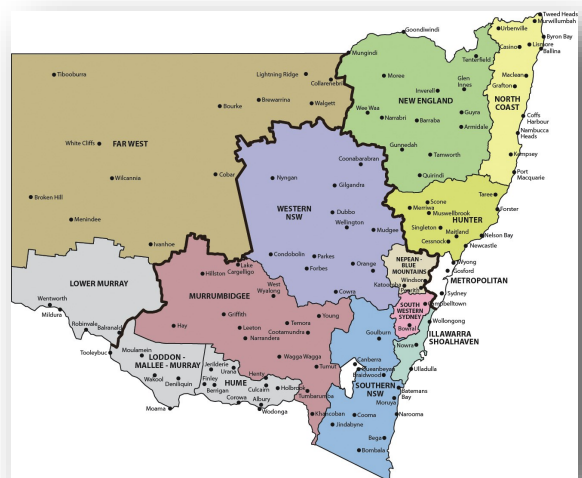 Tweed Heads
Murwillumbah
Goondiwindi
Urbenville
Byron Bay
Casino
Lismore
Ballina
Mungindi
Tenterfield
Tibooburra
Lightning Ridge
Collarenebri
Moree
Glen
Innes
Maclean
Inverell
Grafton
NEW ENGLAND
NORTH
COAST
Brewarrina
Walgett
Bourke
Wee Waa
Narrabri
Barraba
Guyra
Armidale
Coffs
Harbour
Nambucca
Heads
White Cliffs
FAR WEST
Gunnedah
Tamworth
Kempsey
Coonabarabran
Wilcannia
Cobar
Nyngan
Gilgandra
Quirindi
Port
Macquarie
Broken Hill
WESTERN
NSW
Scone
Merriwa
Muswellbrook
Taree
Forster
Menindee
Dubbo
Wellington
Singleton
HUNTER
Maitland
Mudgee
Cessnock
Nelson Bay
Newcastle
Ivanhoe
Condobolin
Parkes
Forbes
Orange
NEPEAN-
BLUE
MOUNTAINS
Wyong
Gosford
Lake
Cargelligo
Hillston
LOWER MURRAY
Katoomba
Windsor
Penrith
METROPOLITAN
West
Wyalong
Cowra
Sydney
Campbelltown
MURRUMBIDGEE
SOUTH
WESTERN
SYDNEY
Wentworth
Mildura
Griffith
Young
Wollongong
Hay
Leeton
Temora
Bowral
Robinvale
Balranald
Narrandera
Cootamundra
Goulburn
ILLAWARRA
SHOALHAVEN
Nowra
Tooleybuc
Moulamein
LODDON -
MALLEE - MURRAY
Jerilderie
Urana
Wagga Wagga
Canberra
Queanbeyan
Braidwood
Tumut
Ulladulla
Wakool
Deniliquin
Finley
Berrigan
HUME
Henty
Culcairn
Holbrook
Tumbarumba
SOUTHERN
NSW
Batemans
Bay
Moruya
Moama
Corowa
Albury
Wodonga
Khancoban
Cooma
Narooma
Jindabyne
Bega
Bombala